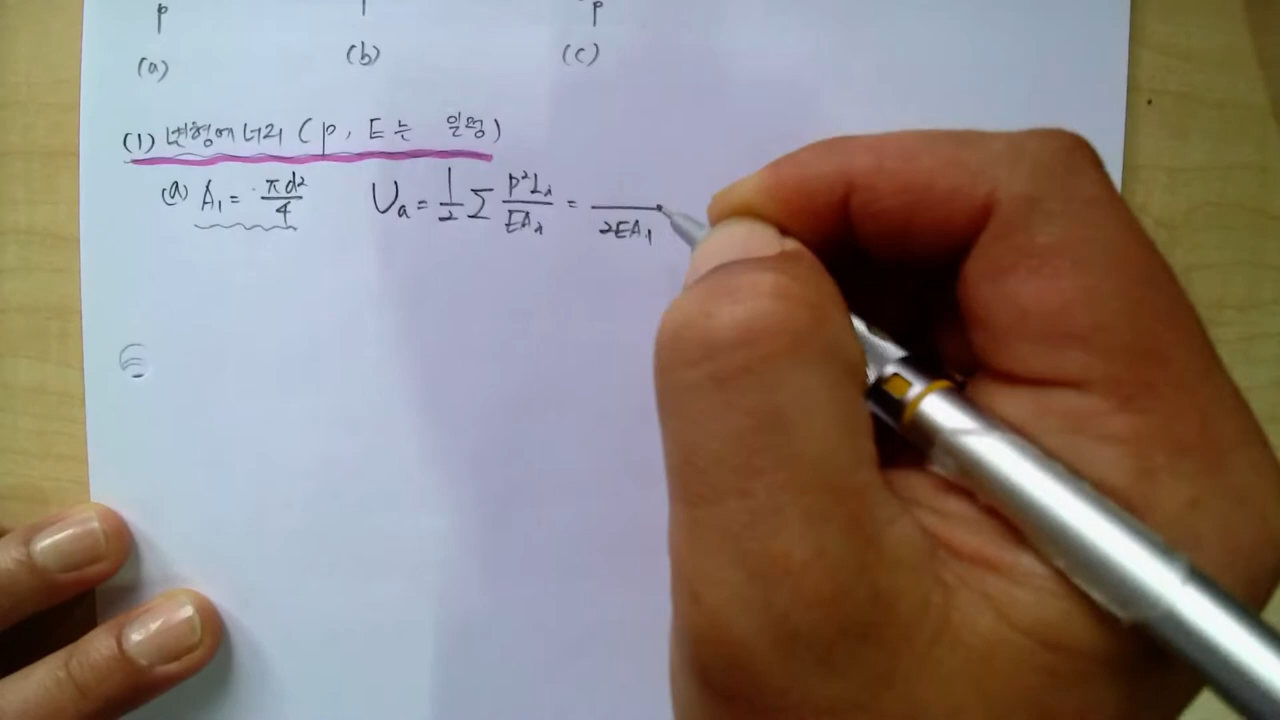 p p
(a) (b) (c)
(1) 변형에너지 (p, E는 일정)
ⓐ A₁ = πd²/4 Uₐ = 1/2 Σ P²Lᵢ/EAᵢ = /2EA₁